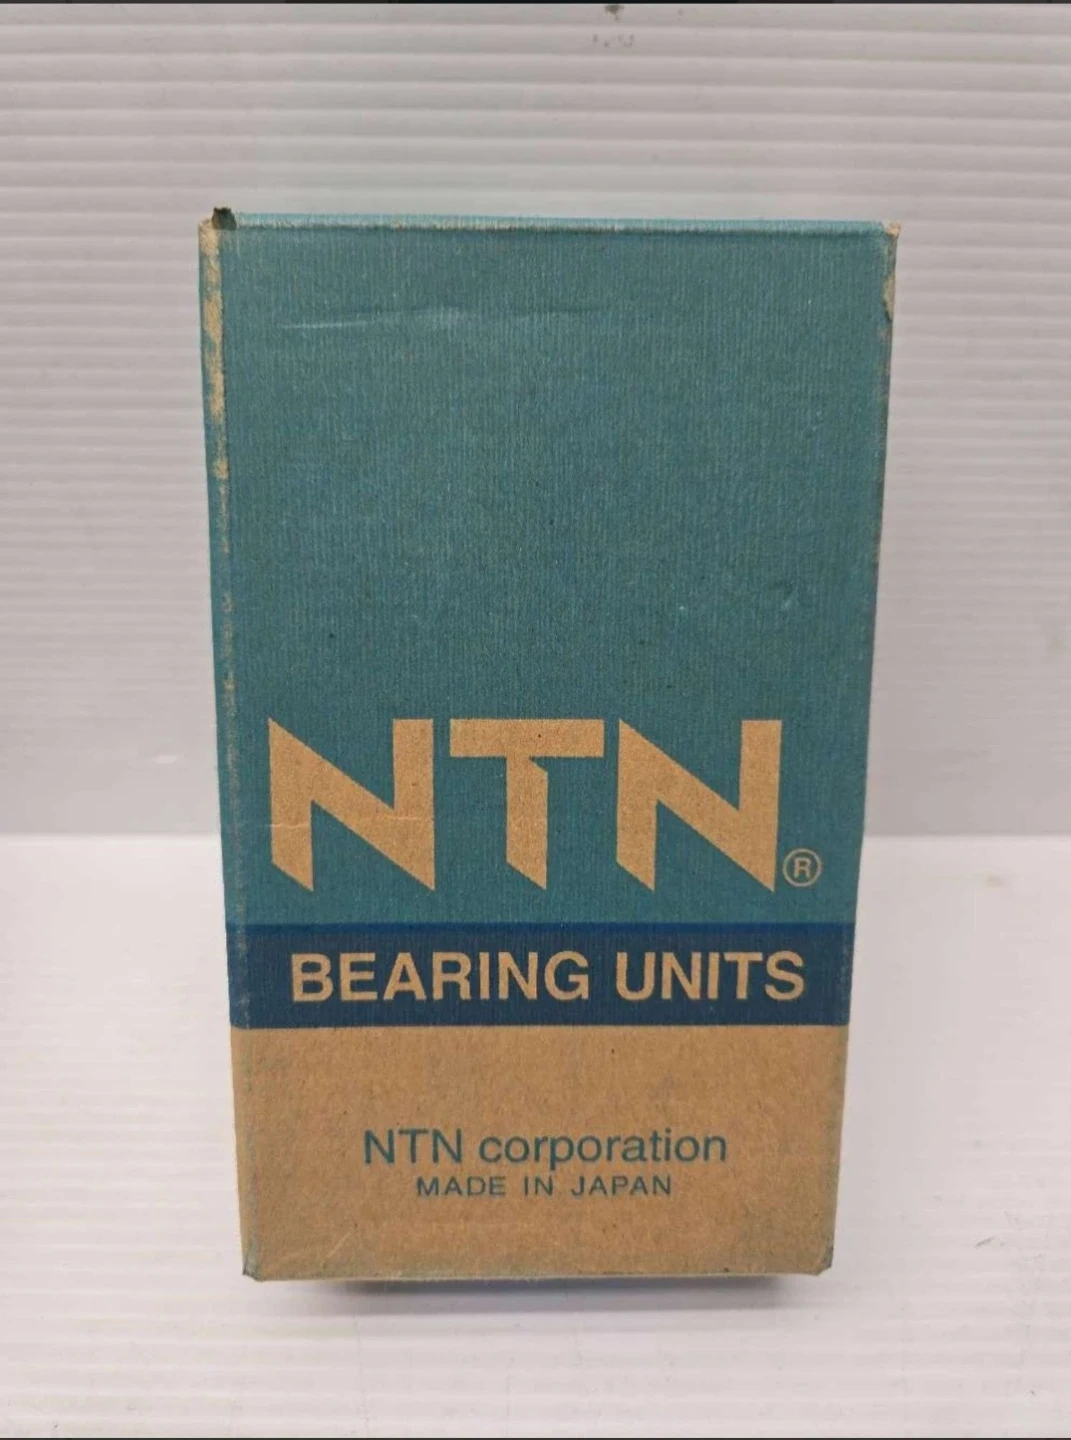 NTN®
BEARING UNITS
NTN corporation
MADE IN JAPAN